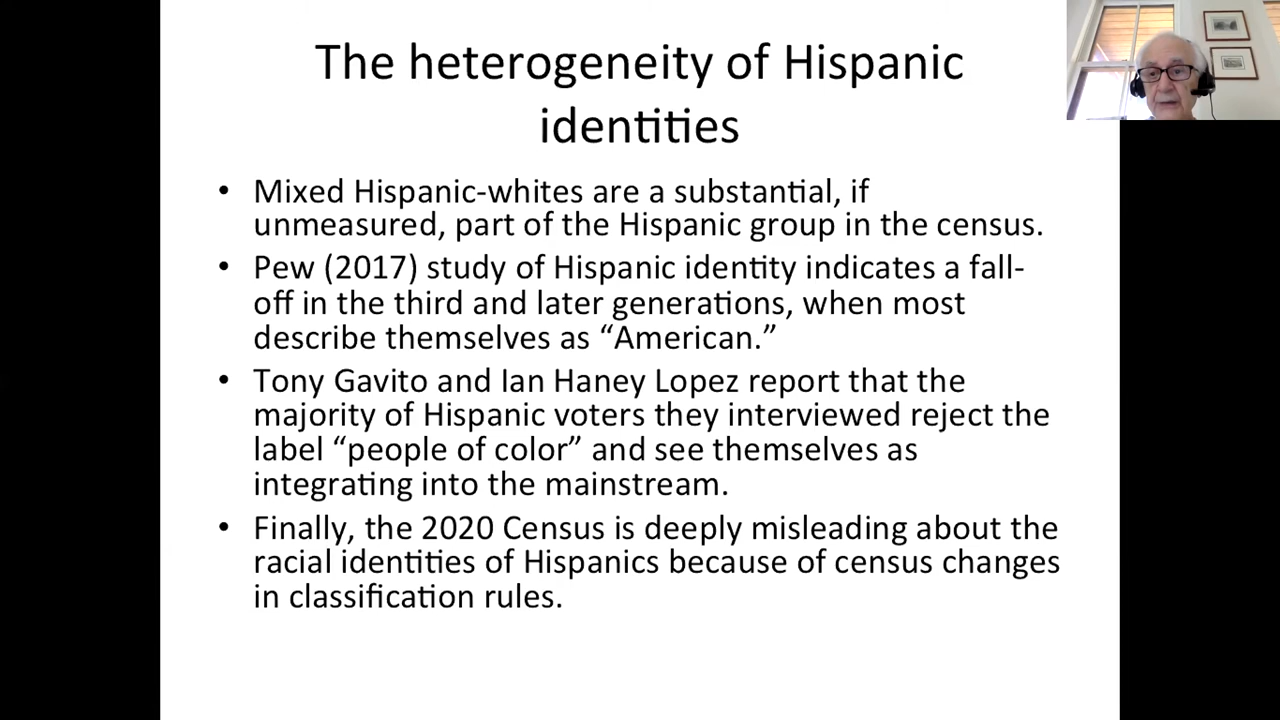 The heterogeneity of Hispanic
identities
• Mixed Hispanic-whites are a substantial, if
unmeasured, part of the Hispanic group in the census.
• Pew (2017) study of Hispanic identity indicates a fall-
off in the third and later generations, when most
describe themselves as “American.”
• Tony Gavito and Ian Haney Lopez report that the
majority of Hispanic voters they interviewed reject the
label “people of color” and see themselves as
integrating into the mainstream.
• Finally, the 2020 Census is deeply misleading about the
racial identities of Hispanics because of census changes
in classification rules.